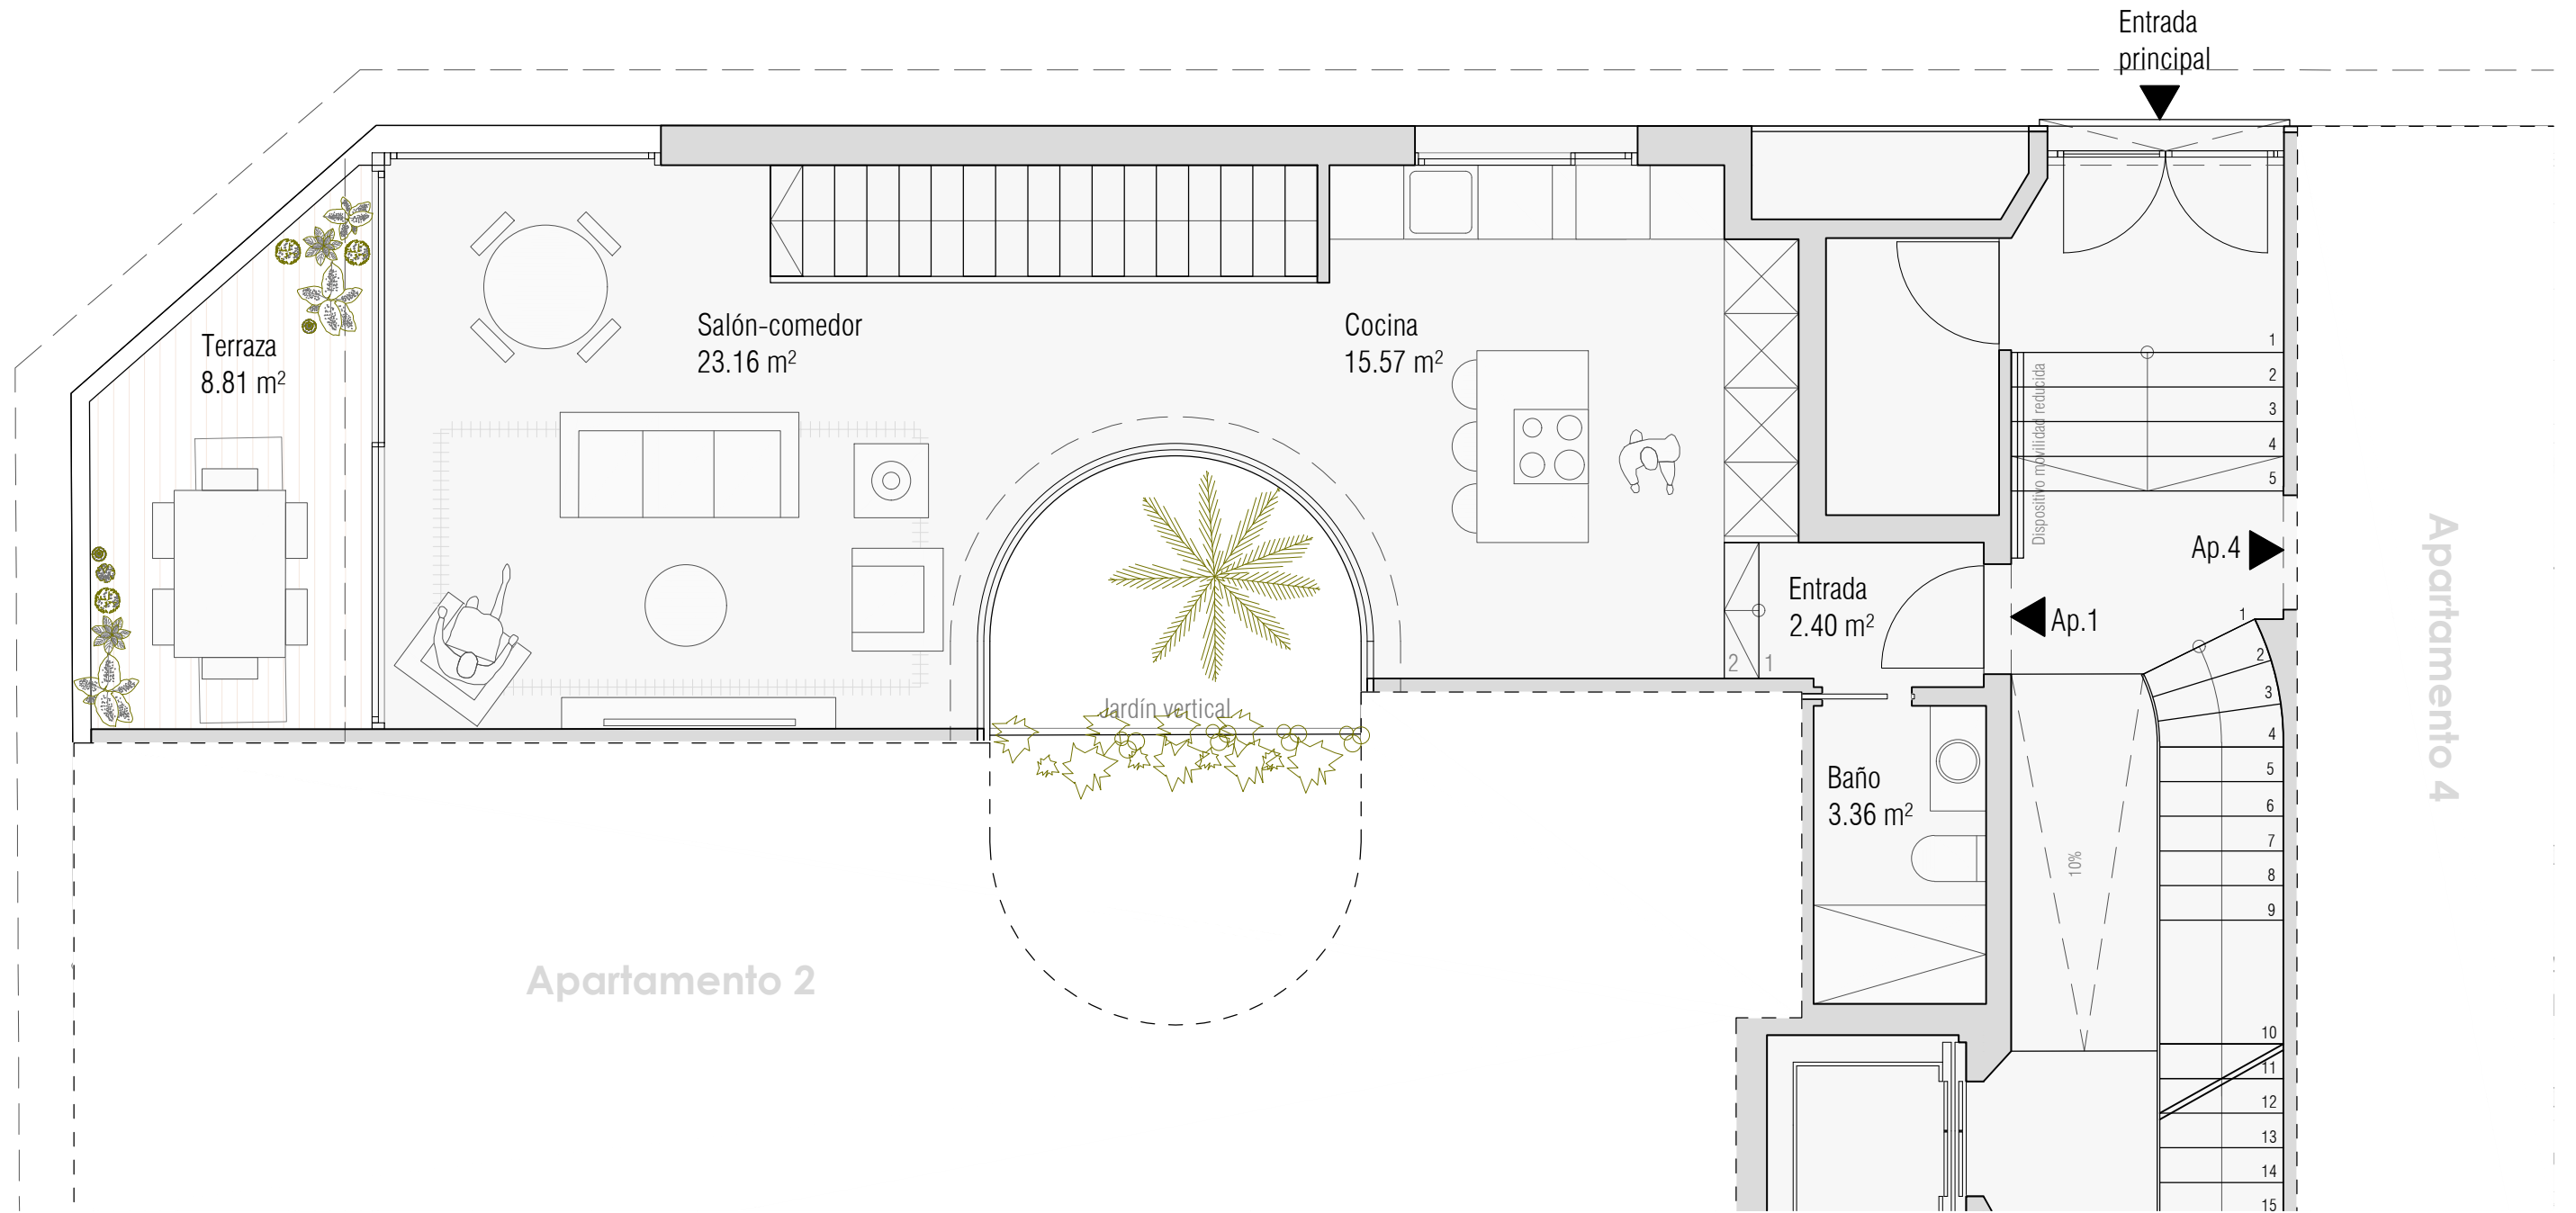 Entrada
principal
Terraza
8.81 m²
Salón-comedor
23.16 m²
Cocina
15.57 m²
Dispositivo movilidad reducida
1
2
3
4
5
Ap.4
Entrada
2.40 m²
Ap.1
2 1
Jardín vertical
Baño
3.36 m²
10%
1
2
3
4
5
6
7
8
9
10
11
12
13
14
15
Apartamento 2
Apartamento 4